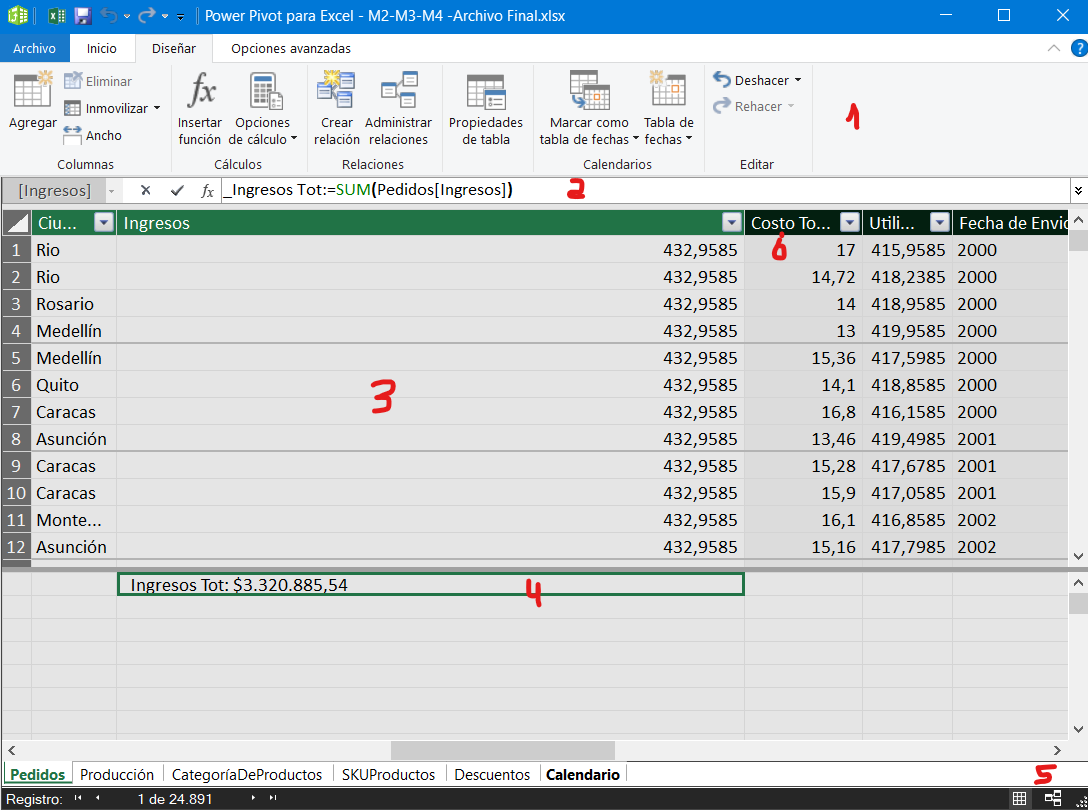 Power Pivot para Excel - M2-M3-M4 -Archivo Final.xlsx
Archivo Inicio Diseñar Opciones avanzadas ?
Agregar Eliminar Inmovilizar Ancho
Columnas
fx Insertar función Opciones de cálculo
Cálculos
Crear relación Administrar relaciones
Relaciones
Propiedades de tabla
Marcar como tabla de fechas Tabla de fechas
Calendarios
Deshacer Rehacer
Editar
1
[Ingresos] fx _Ingresos Tot:=SUM(Pedidos[Ingresos]) 2
Ciu... Ingresos Costo To... Utili... Fecha de Envio
1 Rio 432,9585 17 415,9585 2000
6
2 Rio 432,9585 14,72 418,2385 2000
3 Rosario 432,9585 14 418,9585 2000
4 Medellín 432,9585 13 419,9585 2000
5 Medellín 432,9585 15,36 417,5985 2000
6 Quito 432,9585 14,1 418,8585 2000
3
7 Caracas 432,9585 16,8 416,1585 2000
8 Asunción 432,9585 13,46 419,4985 2001
9 Caracas 432,9585 15,28 417,6785 2001
10 Caracas 432,9585 15,9 417,0585 2001
11 Monte... 432,9585 16,1 416,8585 2002
12 Asunción 432,9585 15,16 417,7985 2002
_Ingresos Tot: $3.320.885,54 4
Pedidos Producción CategoríaDeProductos SKUProductos Descuentos Calendario 5
Registro: 1 de 24.891